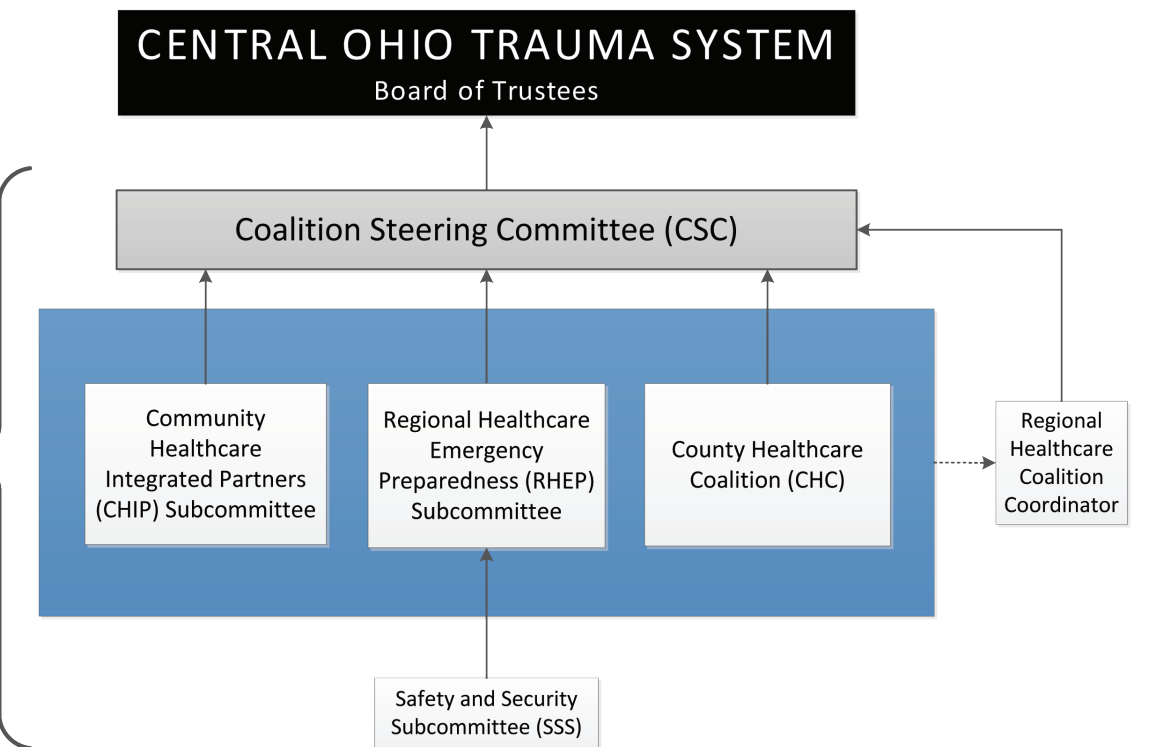 CENTRAL OHIO TRAUMA SYSTEM
Board of Trustees
Coalition Steering Committee (CSC)
Community
Healthcare
Integrated Partners
(CHIP) Subcommittee
Regional Healthcare
Emergency
Preparedness (RHEP)
Subcommittee
County Healthcare
Coalition (CHC)
Regional
Healthcare
Coalition
Coordinator
Safety and Security
Subcommittee (SSS)